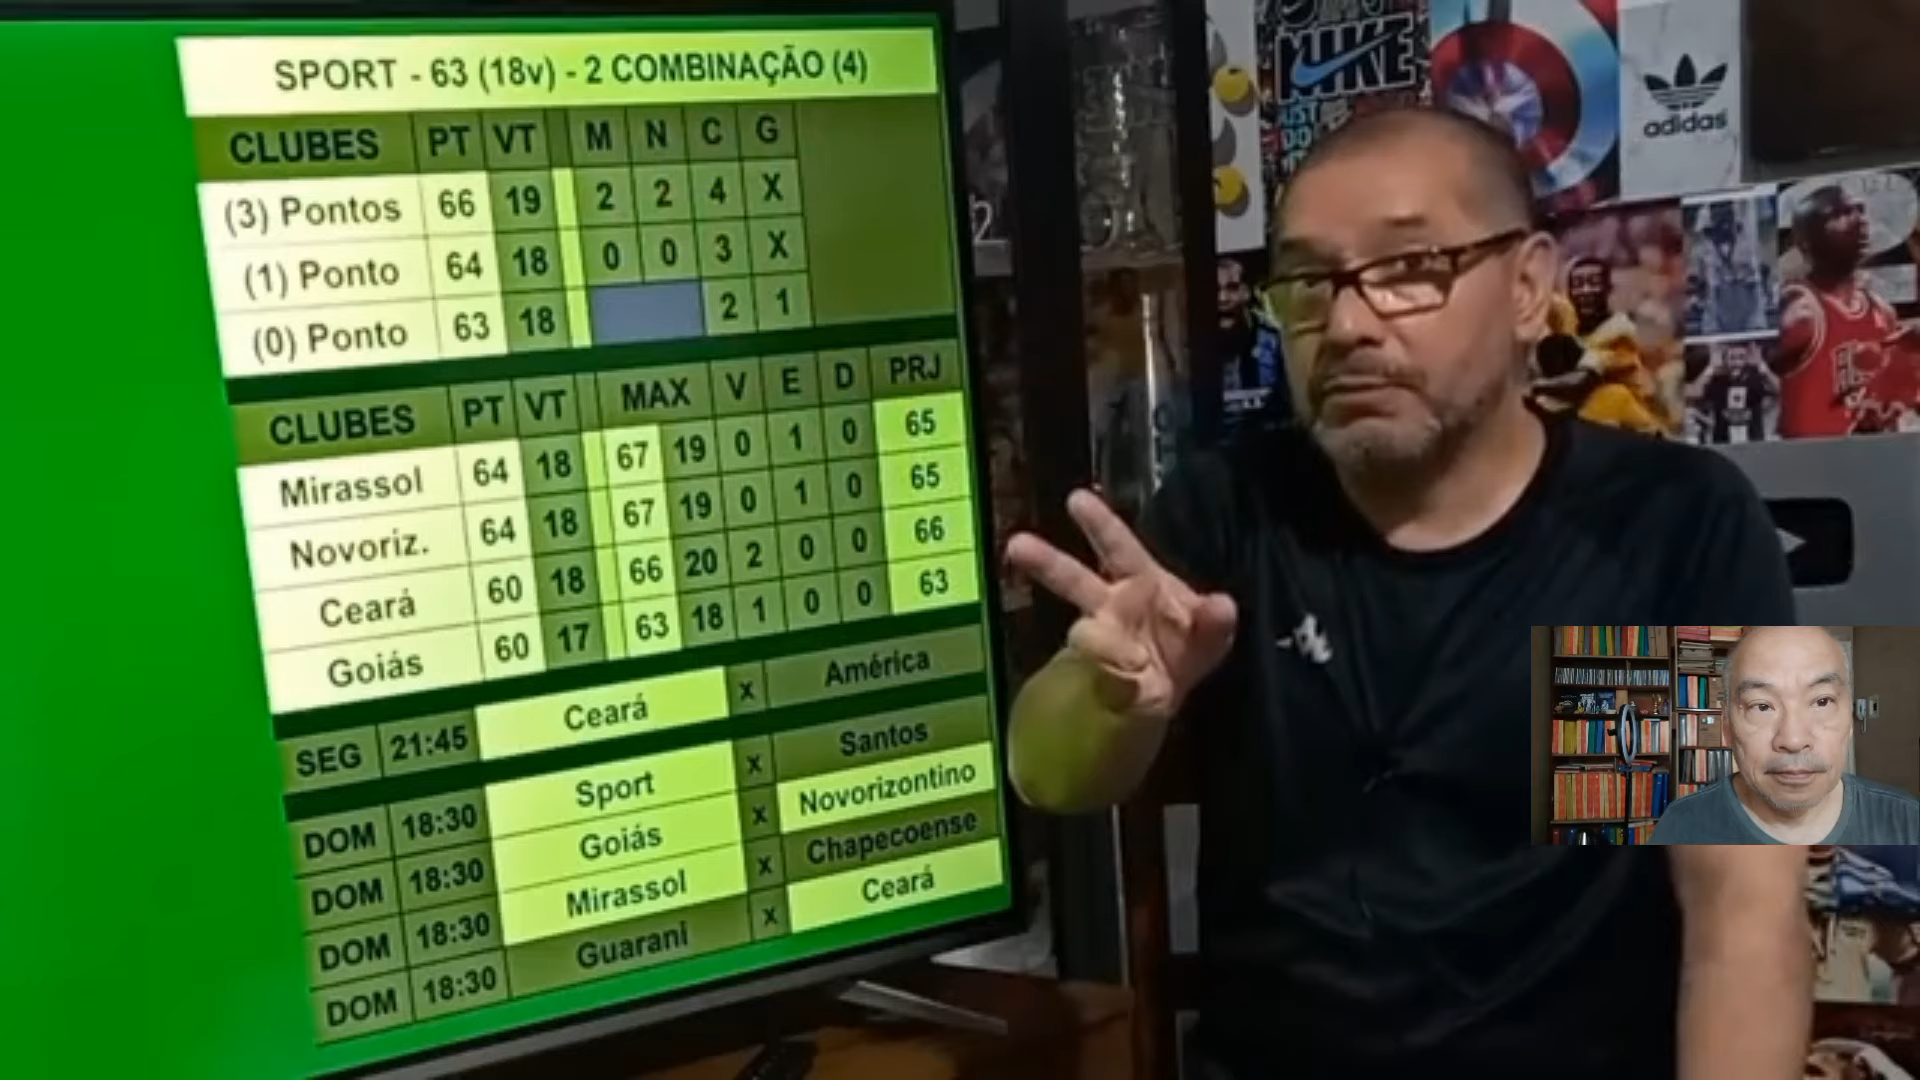 SPORT - 63 (18v) - 2 COMBINAÇÃO (4)
CLUBES PT VT M N C G
(3) Pontos 66 19 2 2 4 X
(1) Ponto 64 18 0 0 3 X
(0) Ponto 63 18 2 1
CLUBES PT VT MAX V E D PRJ
Mirassol 64 18 67 19 0 1 0 65
Novoriz. 64 18 67 19 0 1 0 65
Ceará 60 18 66 20 2 0 0 66
Goiás 60 17 63 18 1 0 0 63
SEG 21:45 Ceará x América
DOM 18:30 Sport x Santos
DOM 18:30 Goiás x Novorizontino
DOM 18:30 Mirassol x Chapecoense
DOM 18:30 Guarani x Ceará
NIKE
JUST
DO
adidas